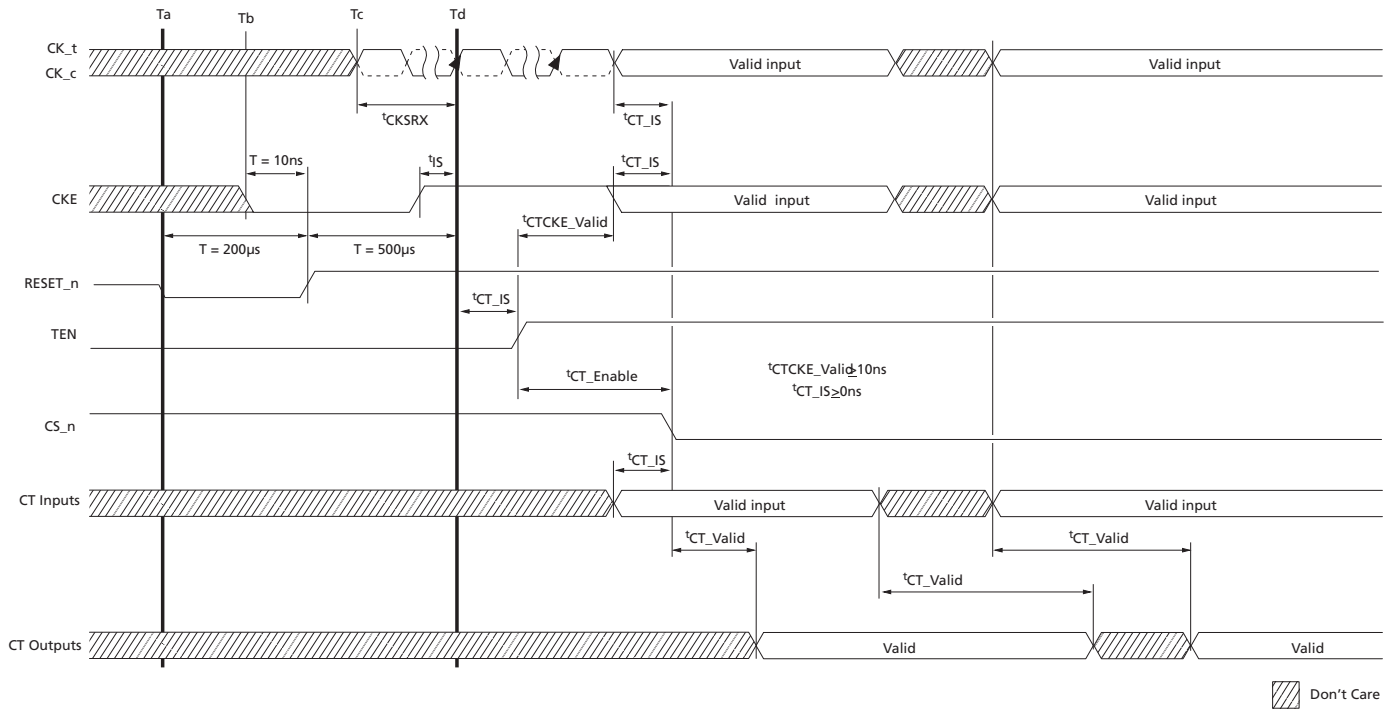 Ta
Tb
Tc
Td
CK_t
CK_c
Valid input
Valid input
tCKSRX
tCT_IS
T = 10ns
tIS
tCT_IS
CKE
Valid input
Valid input
tCTCKE_Valid
T = 200µs
T = 500µs
RESET_n
tCT_IS
TEN
tCT_Enable
tCTCKE_Valid≥10ns
tCT_IS≥0ns
CS_n
tCT_IS
CT Inputs
Valid input
Valid input
tCT_Valid
tCT_Valid
tCT_Valid
CT Outputs
Valid
Valid
Don't Care